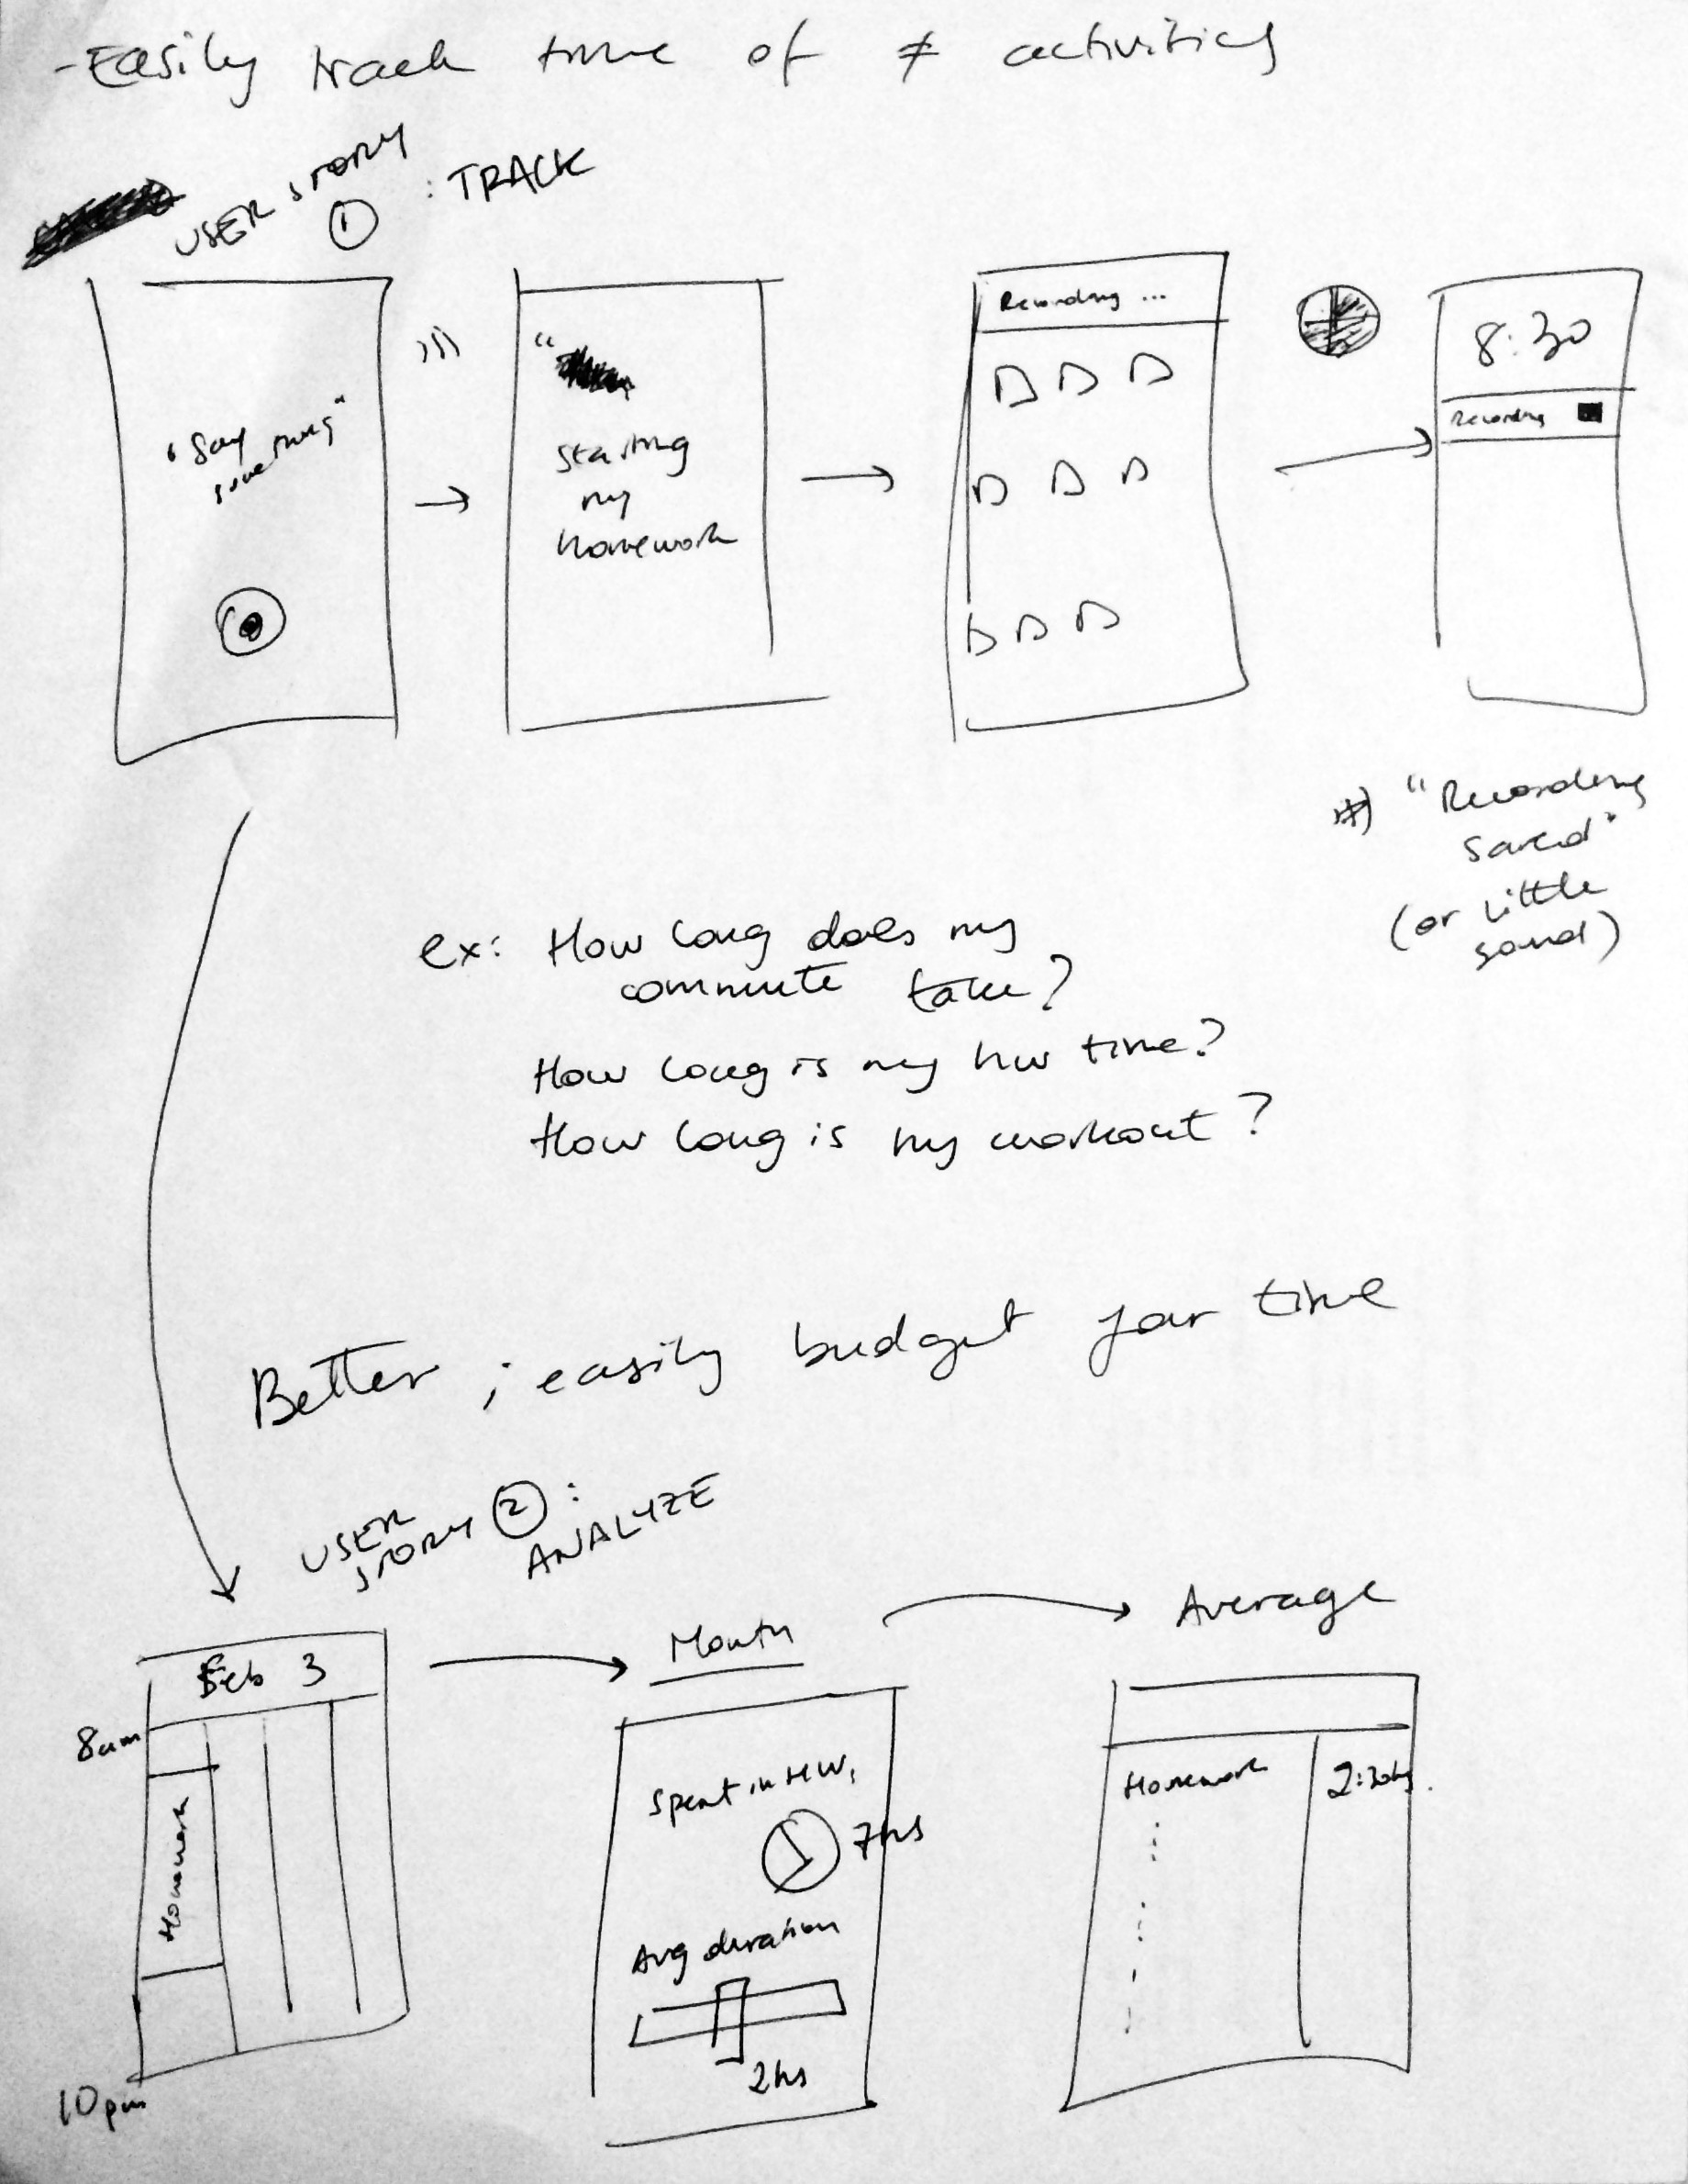 - Easily track time of ≠ activities
USER STORY
① : TRACK
"Say
something"
"
starting
my
homework
Recording ...
8:30
Recording
"Recording
saved"
(or little
sound)
ex: How long does my
commute take?
How long is my hw time?
How long is my workout?
Better ; easily budget your time
USER
STORY ② :
ANALYZE
Feb 3
8am
Homework
10pm
Month
Spent in HW:
7hs
Avg duration
2hs
Average
Homework
2:30hs.